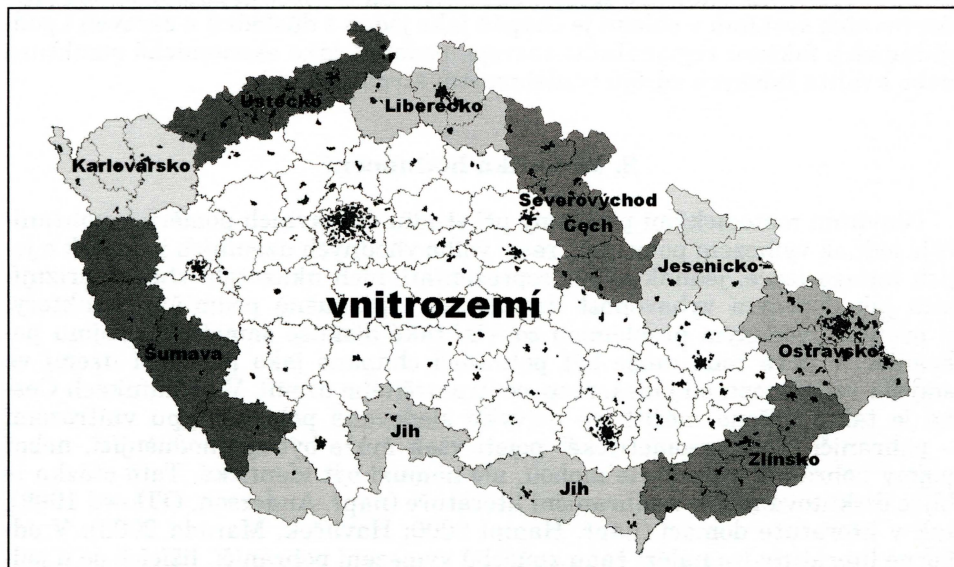 Ústecko
Liberecko
Karlovarsko
Severovýchod
Čech
Jesenicko
vnitrozemí
Šumava
Ostravsko
Jih
Jih
Zlínsko